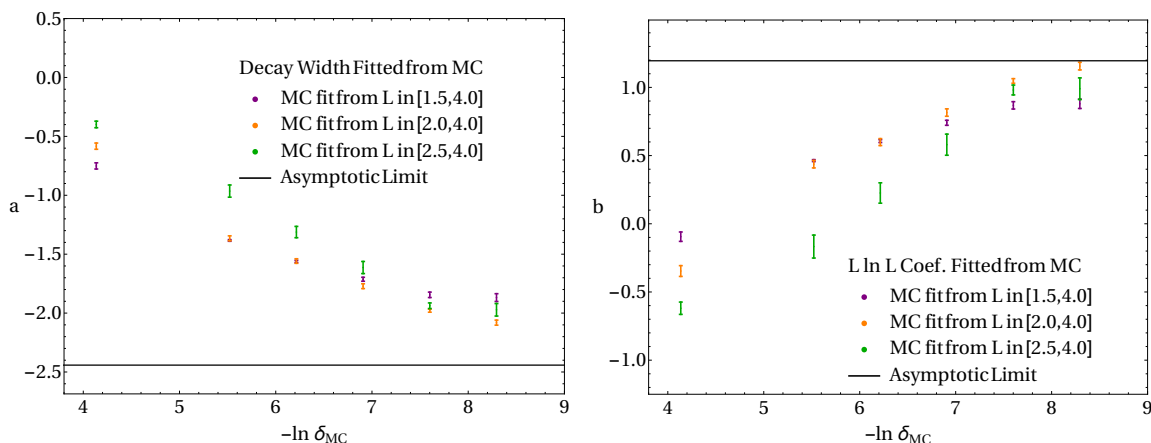 0.5
0.0
−0.5
−1.0
−1.5
−2.0
−2.5
a
Decay Width Fitted from MC
MC fit from L in [1.5,4.0]
MC fit from L in [2.0,4.0]
MC fit from L in [2.5,4.0]
Asymptotic Limit
4 5 6 7 8 9
−ln δMC
1.0
0.5
0.0
−0.5
−1.0
b
L ln L Coef. Fitted from MC
MC fit from L in [1.5,4.0]
MC fit from L in [2.0,4.0]
MC fit from L in [2.5,4.0]
Asymptotic Limit
4 5 6 7 8 9
−ln δMC